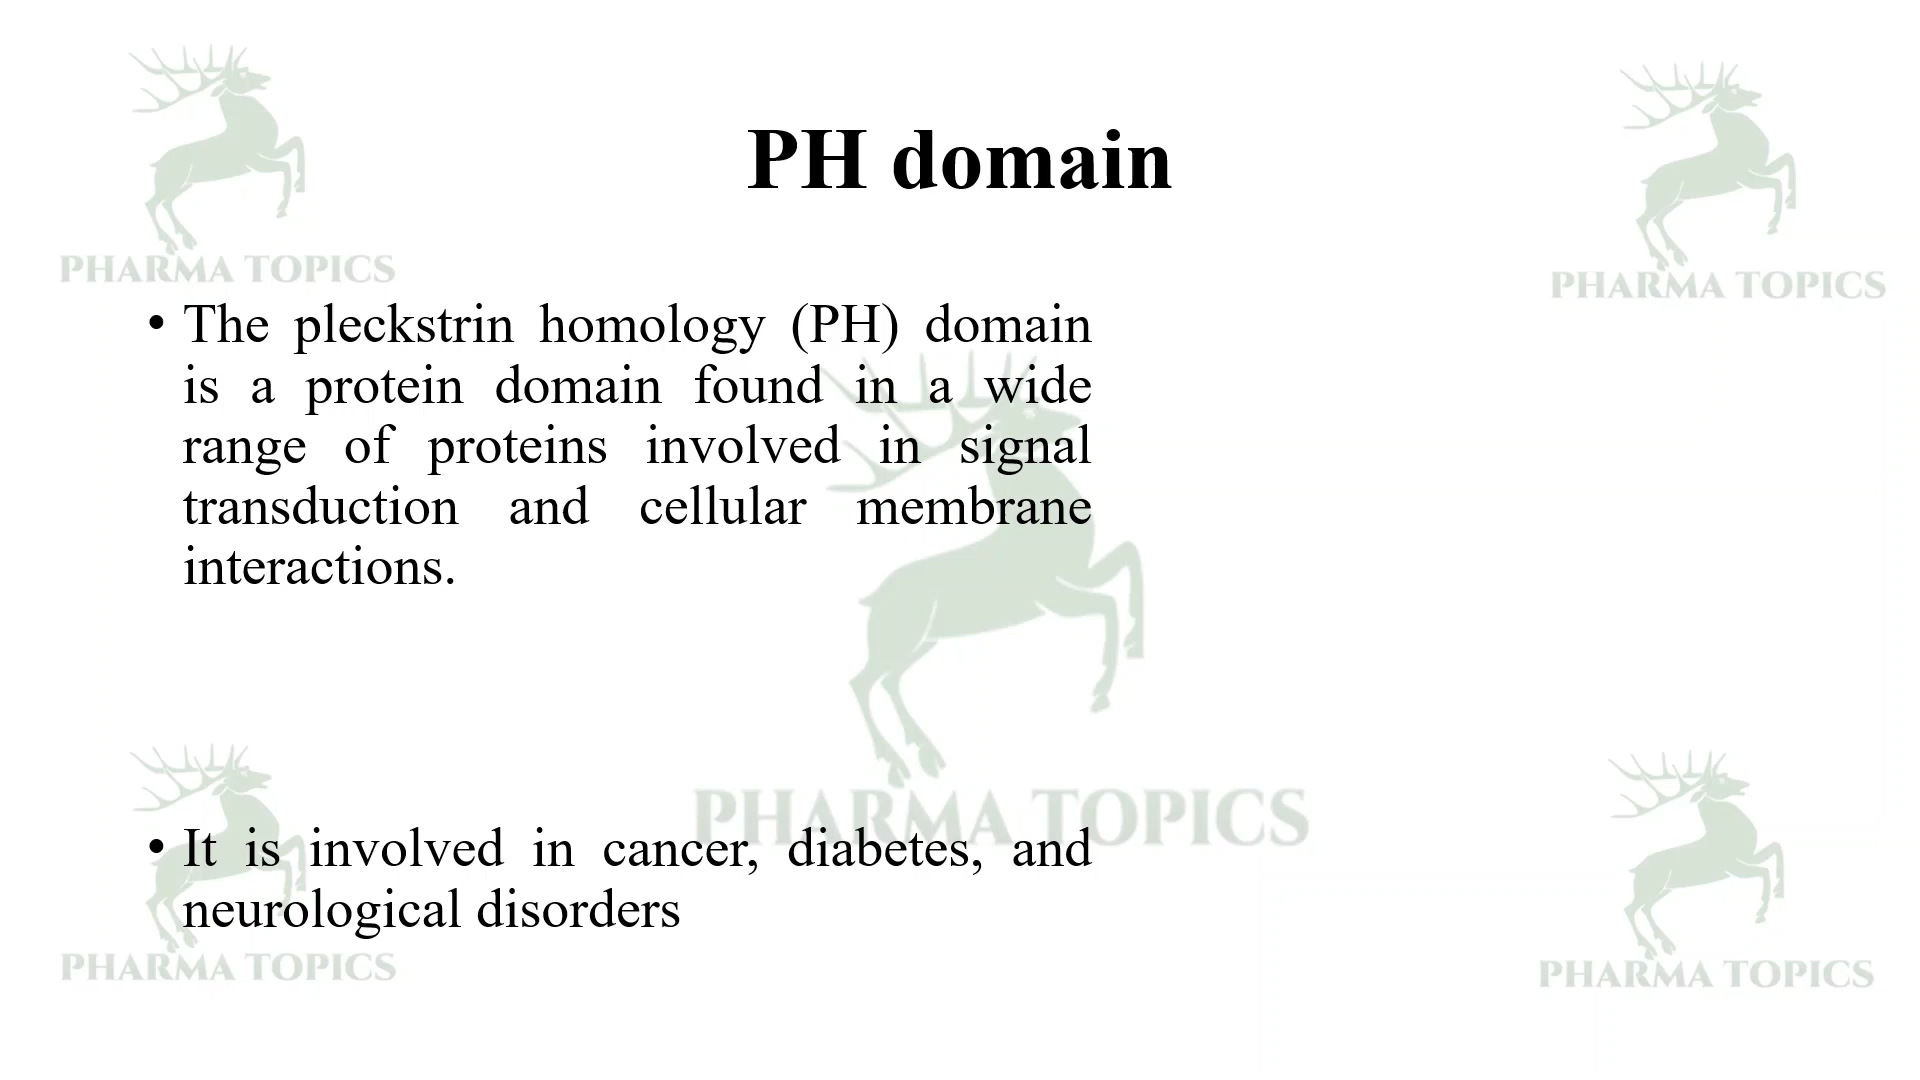 PH domain
PHARMA TOPICS
PHARMA TOPICS
• The pleckstrin homology (PH) domain
is a protein domain found in a wide
range of proteins involved in signal
transduction and cellular membrane
interactions.
PHARMA TOPICS
• It is involved in cancer, diabetes, and
neurological disorders
PHARMA TOPICS
PHARMA TOPICS